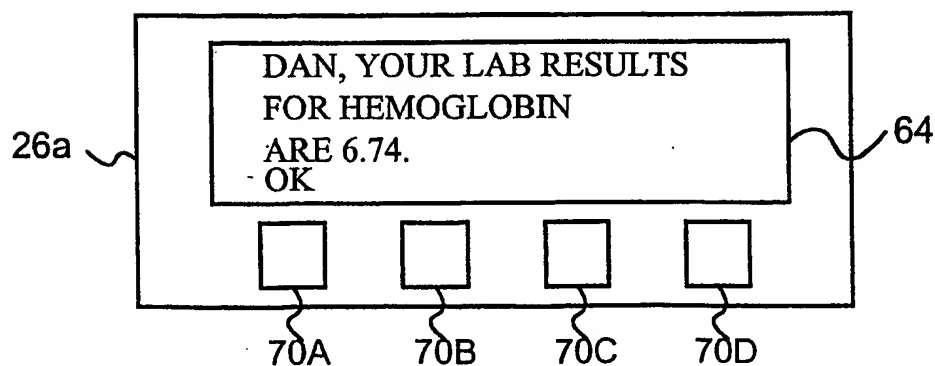 DAN, YOUR LAB RESULTS
FOR HEMOGLOBIN
ARE 6.74.
OK
26a
64
70A 70B 70C 70D